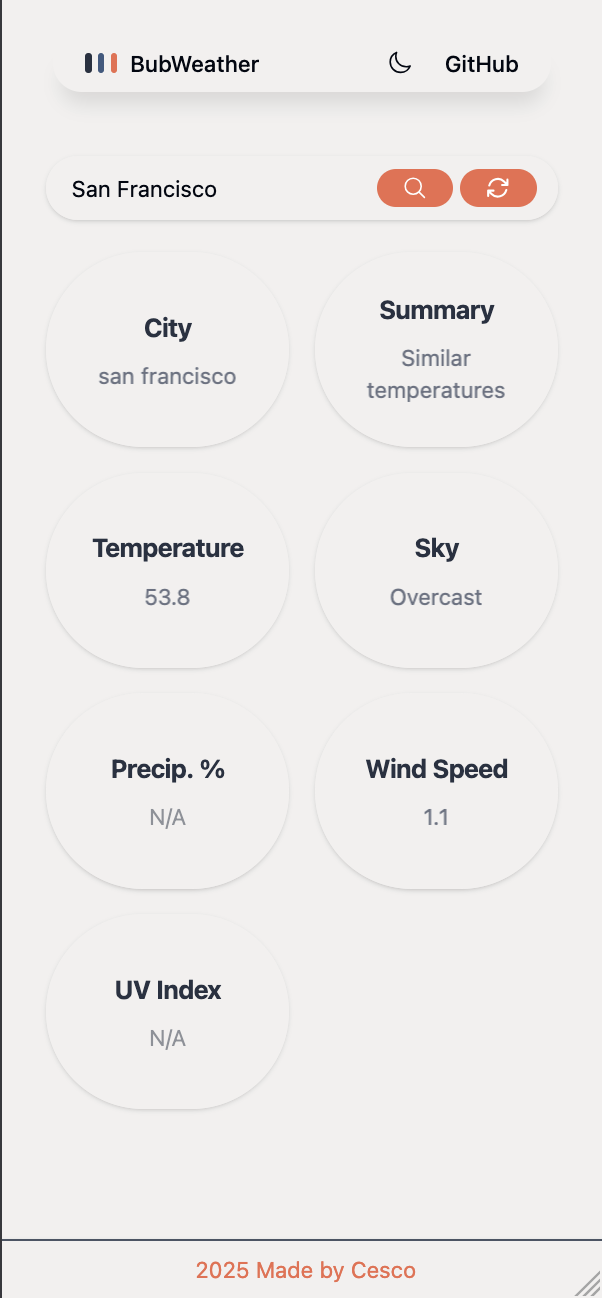 BubWeather
GitHub
San Francisco
City
san francisco
Summary
Similar
temperatures
Temperature
53.8
Sky
Overcast
Precip. %
N/A
Wind Speed
1.1
UV Index
N/A
2025 Made by Cesco